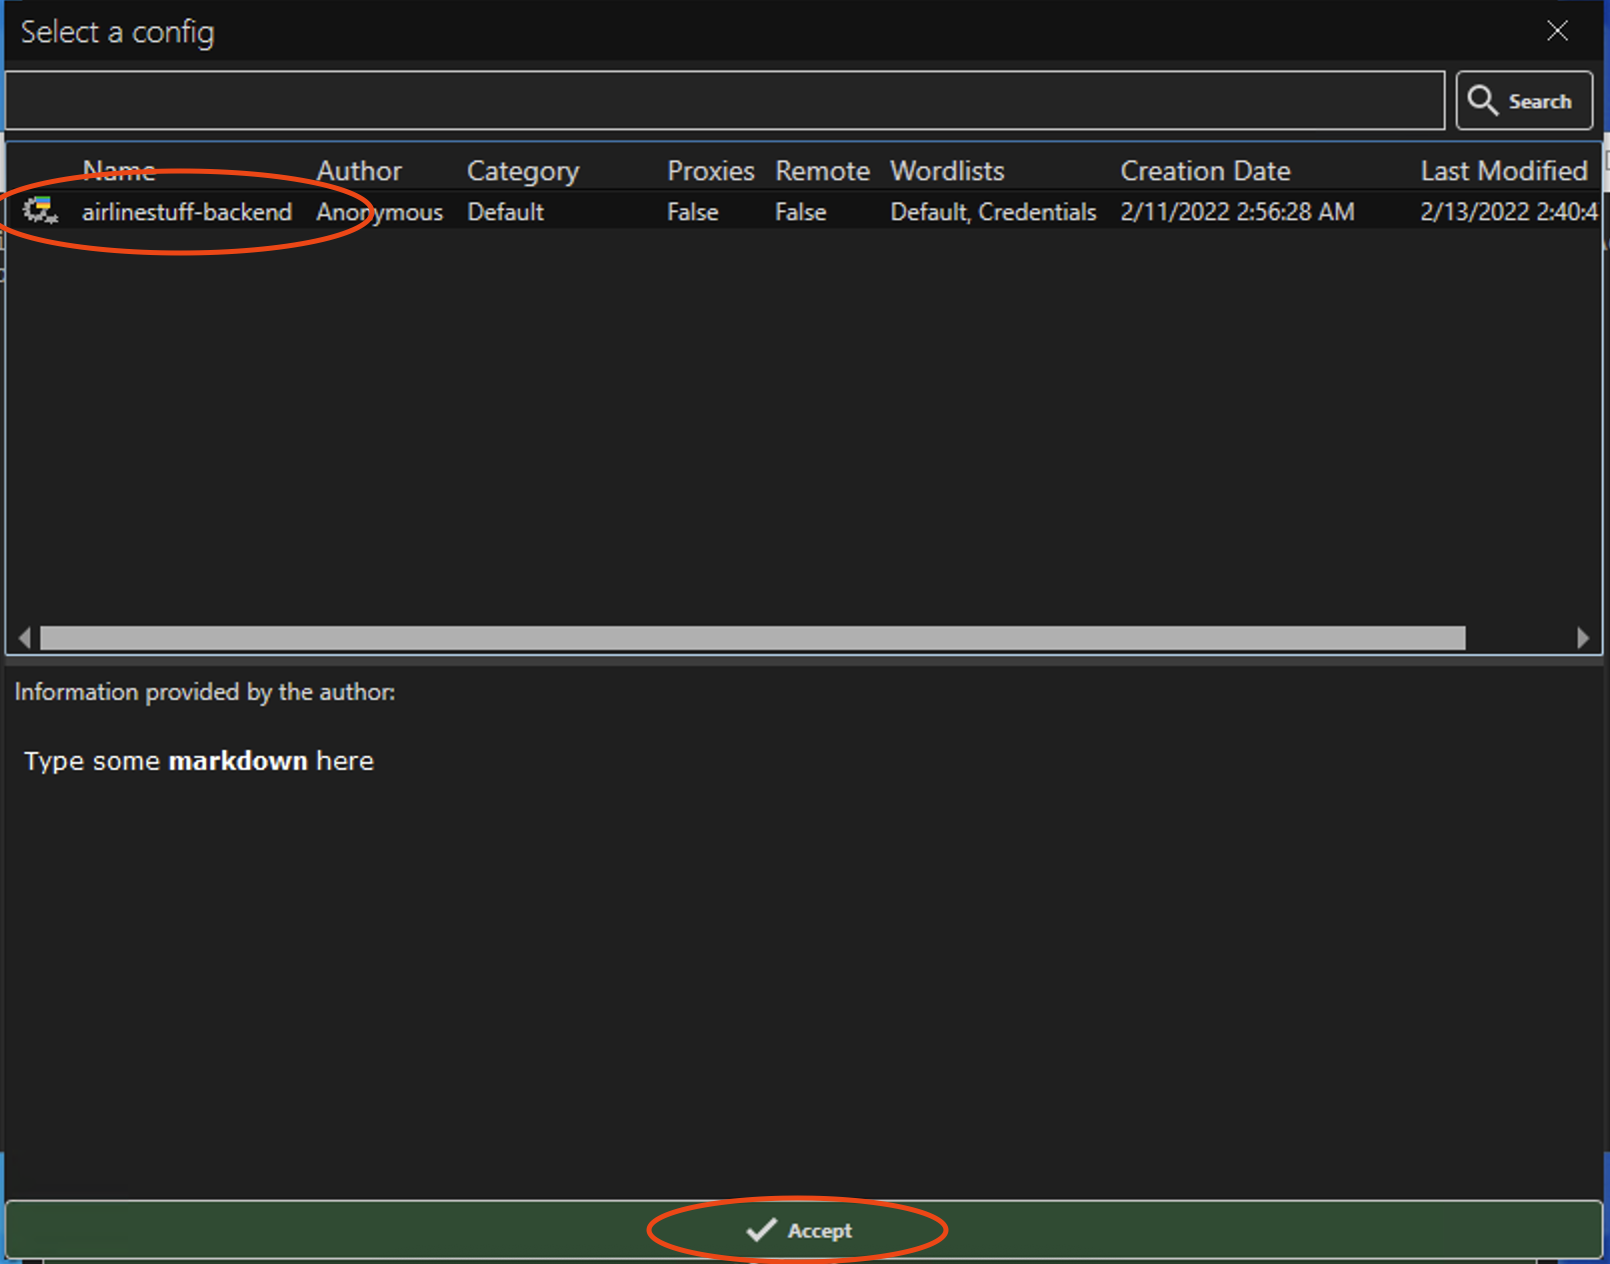 Select a config
Search
Name Author Category Proxies Remote Wordlists Creation Date Last Modified
airlinestuff-backend Anonymous Default False False Default, Credentials 2/11/2022 2:56:28 AM 2/13/2022 2:40:4
Information provided by the author:
Type some markdown here
Accept